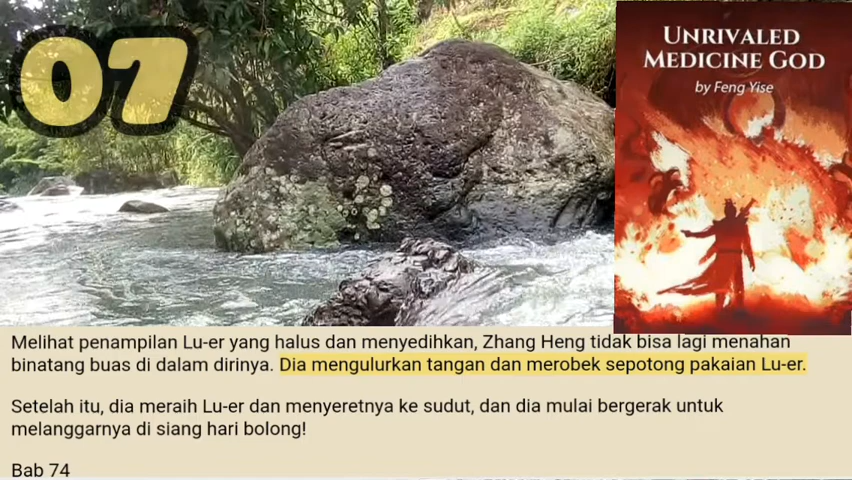 07
UNRIVALED
MEDICINE GOD
by Feng Yise
Melihat penampilan Lu-er yang halus dan menyedihkan, Zhang Heng tidak bisa lagi menahan
binatang buas di dalam dirinya. Dia mengulurkan tangan dan merobek sepotong pakaian Lu-er.
Setelah itu, dia meraih Lu-er dan menyeretnya ke sudut, dan dia mulai bergerak untuk
melanggarnya di siang hari bolong!
Bab 74